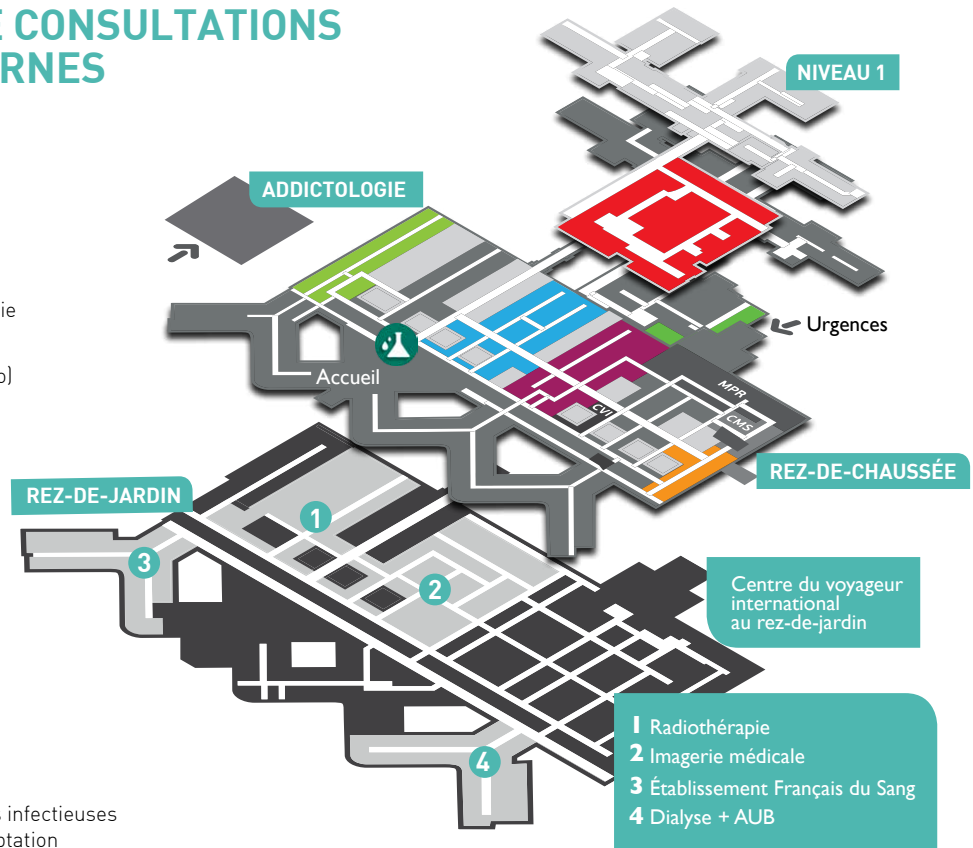 E CONSULTATIONS
RNES
NIVEAU 1
ADDICTOLOGIE
ie
Urgences
o)
Accueil
MPR
CVI
CMS
REZ-DE-CHAUSSÉE
REZ-DE-JARDIN
1
3
2
Centre du voyageur
international
au rez-de-jardin
4
1 Radiothérapie
2 Imagerie médicale
3 Établissement Français du Sang
4 Dialyse + AUB
infectieuses
tation